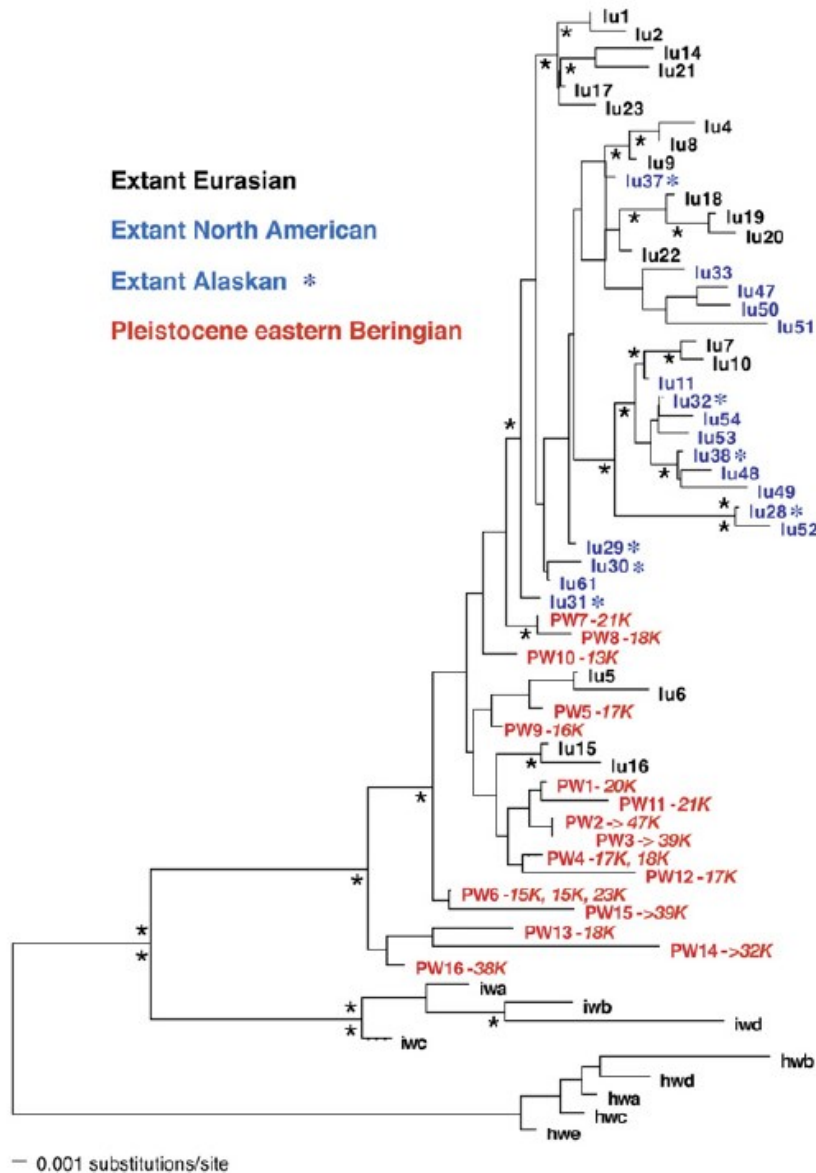 lu1
lu2
lu14
lu21
lu17
lu23
lu4
lu8
lu9
Extant Eurasian
lu37 *
lu18
lu19
Extant North American
lu20
lu22
lu33
Extant Alaskan *
lu47
lu50
lu51
Pleistocene eastern Beringian
lu7
lu10
lu11
lu32 *
lu54
lu53
lu38 *
lu48
lu49
lu28 *
lu52
lu29 *
lu30 *
lu61
lu31 *
PW7 -21K
PW8 -18K
PW10 -13K
lu5
lu6
PW5 -17K
PW9 -16K
lu15
lu16
PW1- 20K
PW11 -21K
PW2 -> 47K
PW3 -> 39K
PW4 -17K, 18K
PW12 -17K
PW6 -15K, 15K, 23K
PW15 ->39K
PW13 -18K
PW14 ->32K
PW16 -38K
iwa
iwb
iwd
iwc
hwb
hwd
hwa
hwc
hwe
0.001 substitutions/site